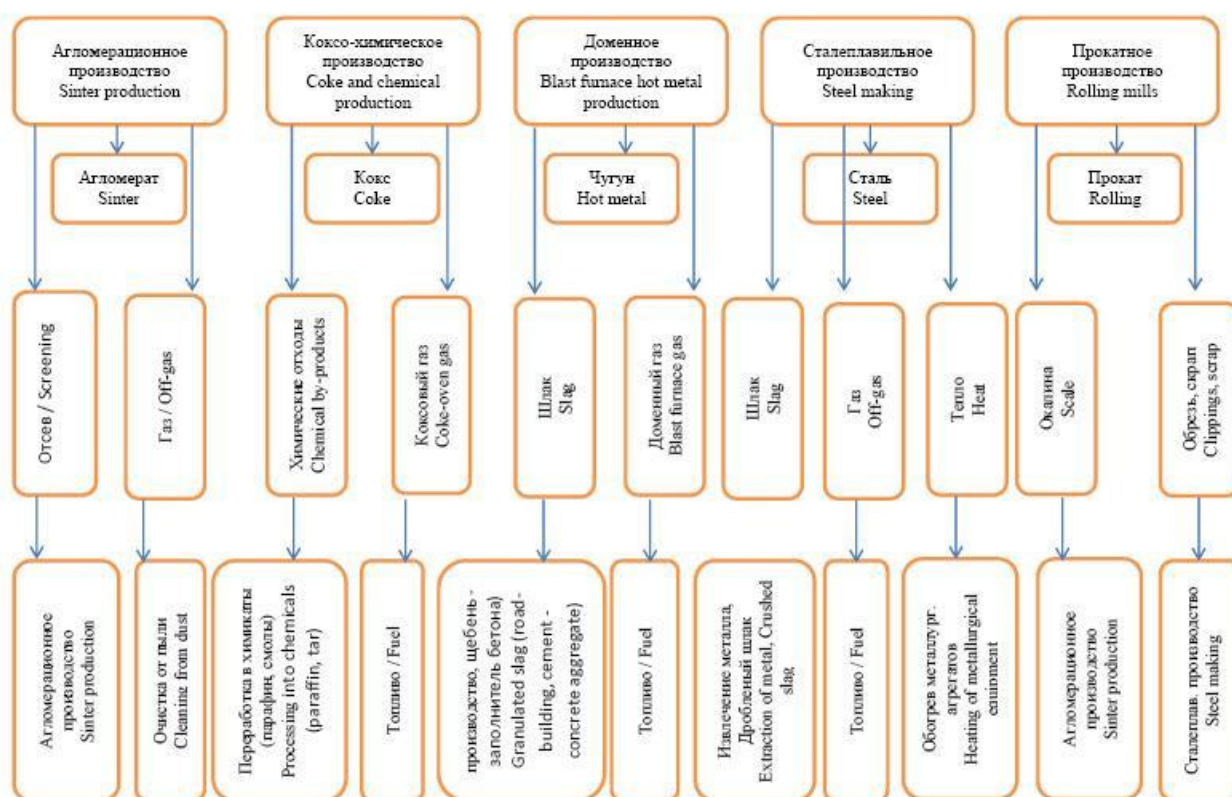 Агломерационное
производство
Sinter production
Коксо-химическое
производство
Coke and chemical
production
Доменное
производство
Blast furnace hot metal
production
Сталеплавильное
производство
Steel making
Прокатное
производство
Rolling mills
Агломерат
Sinter
Кокс
Coke
Чугун
Hot metal
Сталь
Steel
Прокат
Rolling
Отсев / Screening
Газ / Off-gas
Химические отходы
Chemical by-products
Коксовый газ
Coke-oven gas
Шлак
Slag
Доменный газ
Blast furnace gas
Шлак
Slag
Газ
Off-gas
Тепло
Heat
Окалина
Scale
Обрезь, скрап
Clippings, scrap
Агломерационное
производство
Sinter production
Очистка от пыли
Cleaning from dust
Переработка в химикаты
(парафин, смолы)
Processing into chemicals
(paraffin, tar)
Топливо / Fuel
производство, щебень -
заполнитель бетона)
Granulated slag (road-
building, cement -
concrete aggregate)
Топливо / Fuel
Извлечение металла,
Дробленый шлак
Extraction of metal, Crushed
slag
Топливо / Fuel
Обогрев металлург.
агрегатов
Heating of metallurgical
equipment
Агломерационное
производство
Sinter production
Сталеплав. производство
Steel making